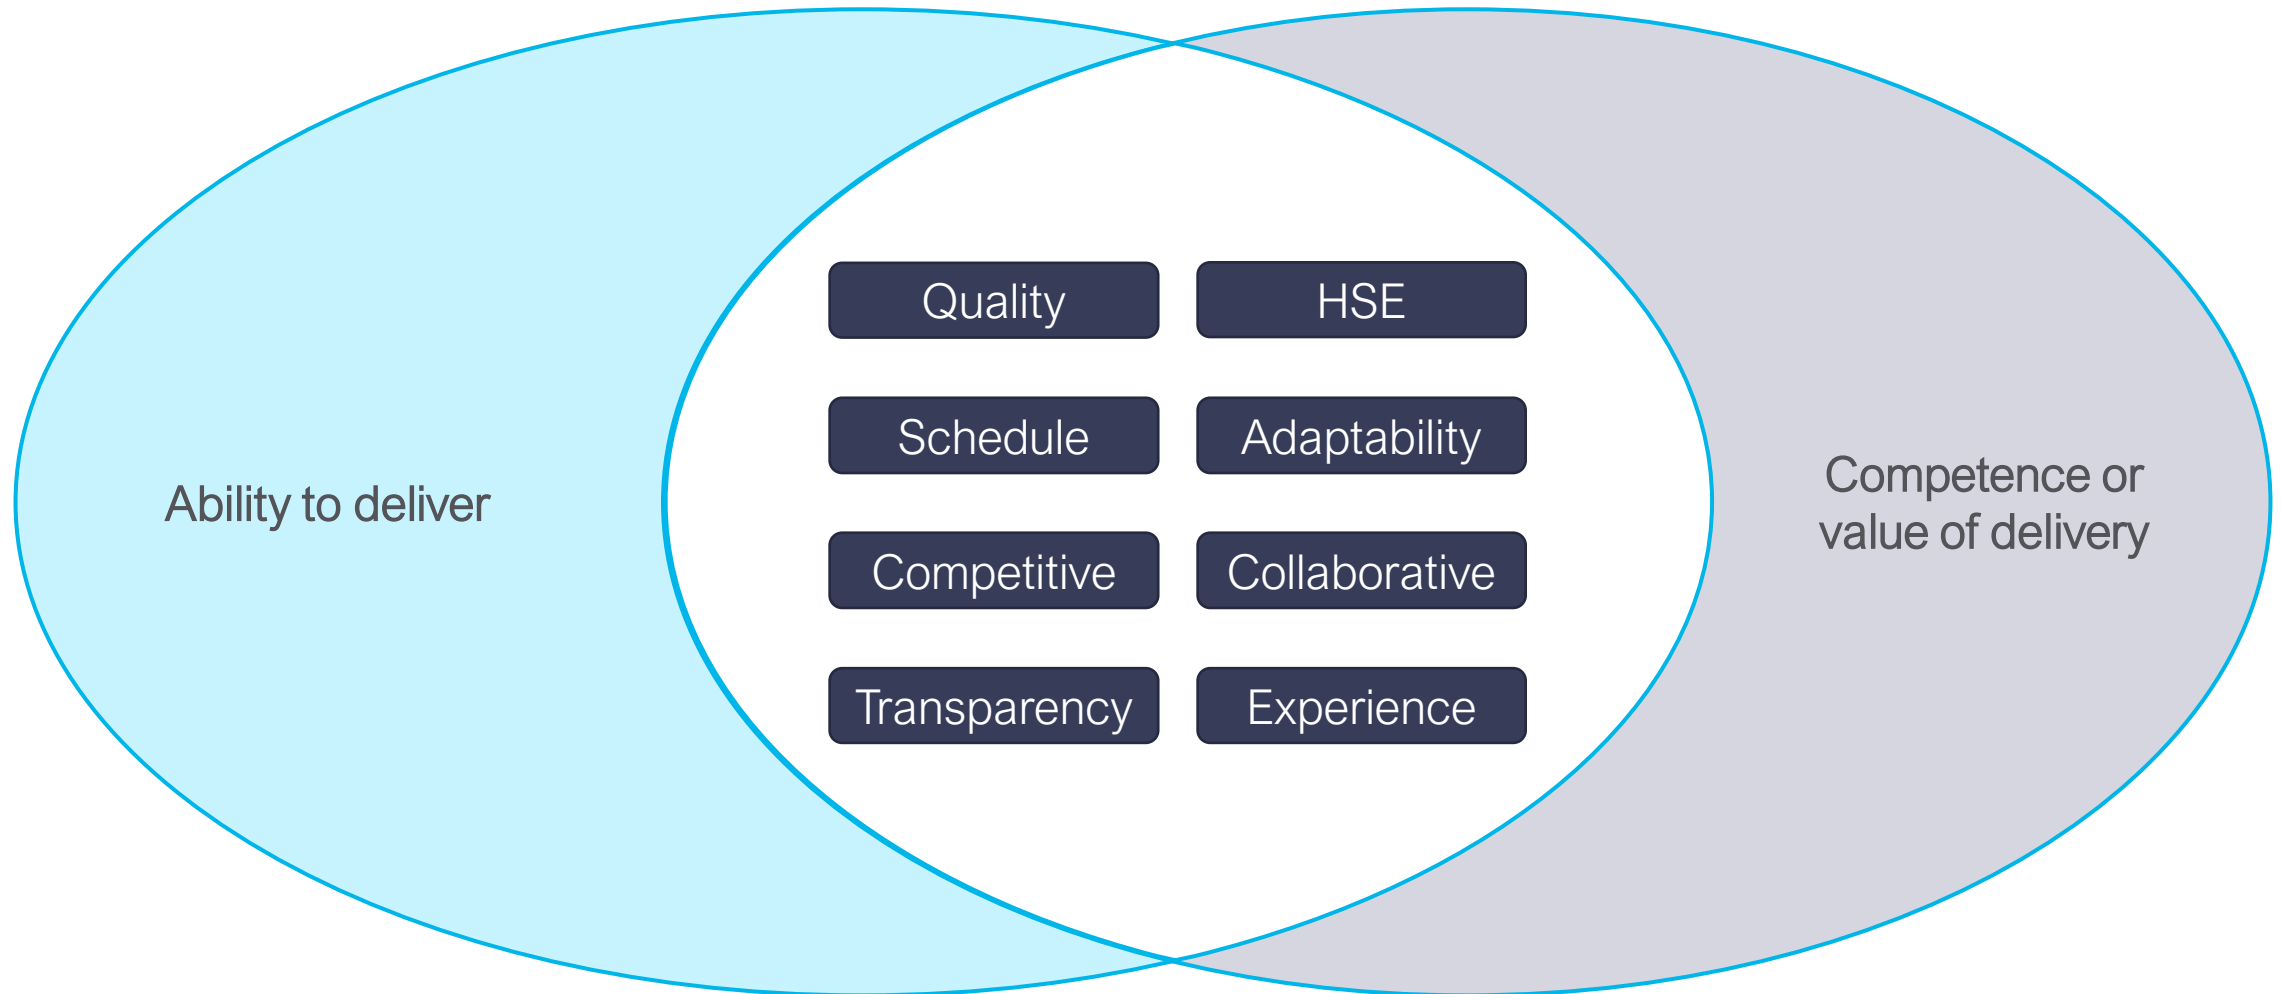 Quality
HSE
Schedule
Adaptability
Ability to deliver
Competence or
value of delivery
Competitive
Collaborative
Transparency
Experience